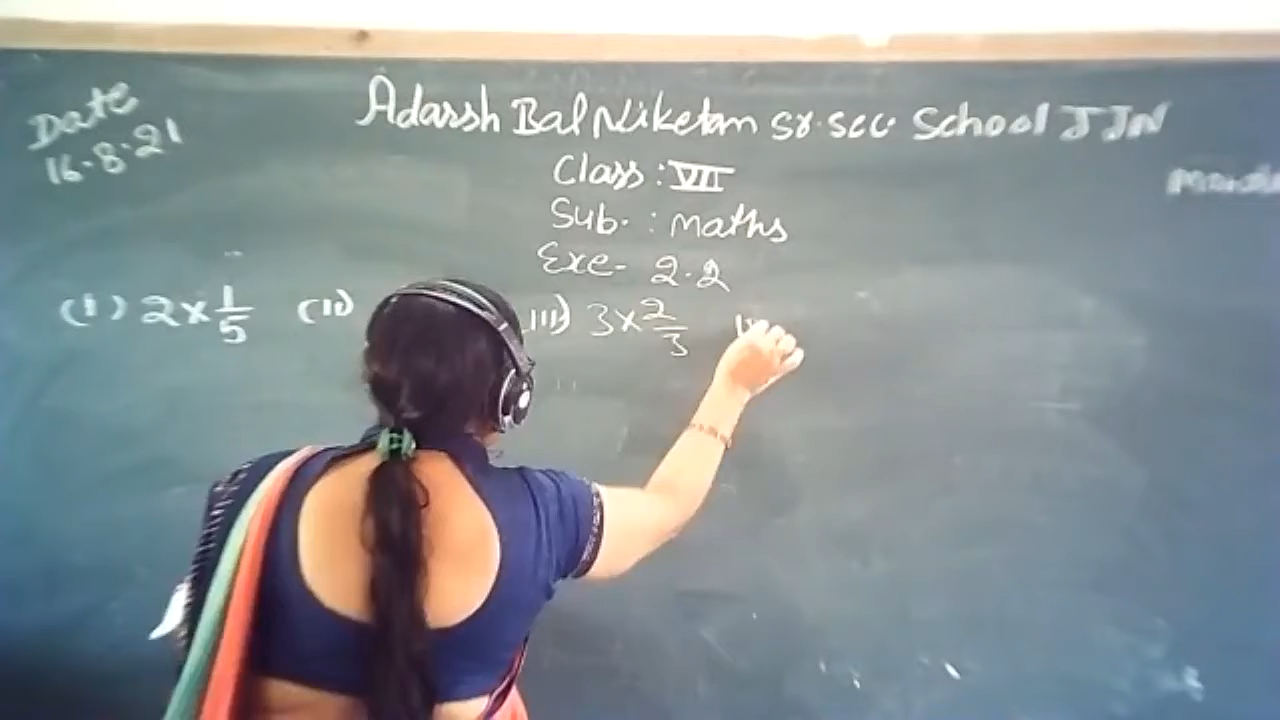 Date
16.8.21
Adarsh Bal Niketan Sr. Sec. School JJN
Class : VII
Sub. : Maths
Exe- 2.2
(i) 2 × 1/5 (ii) (iii) 3 × 2/3